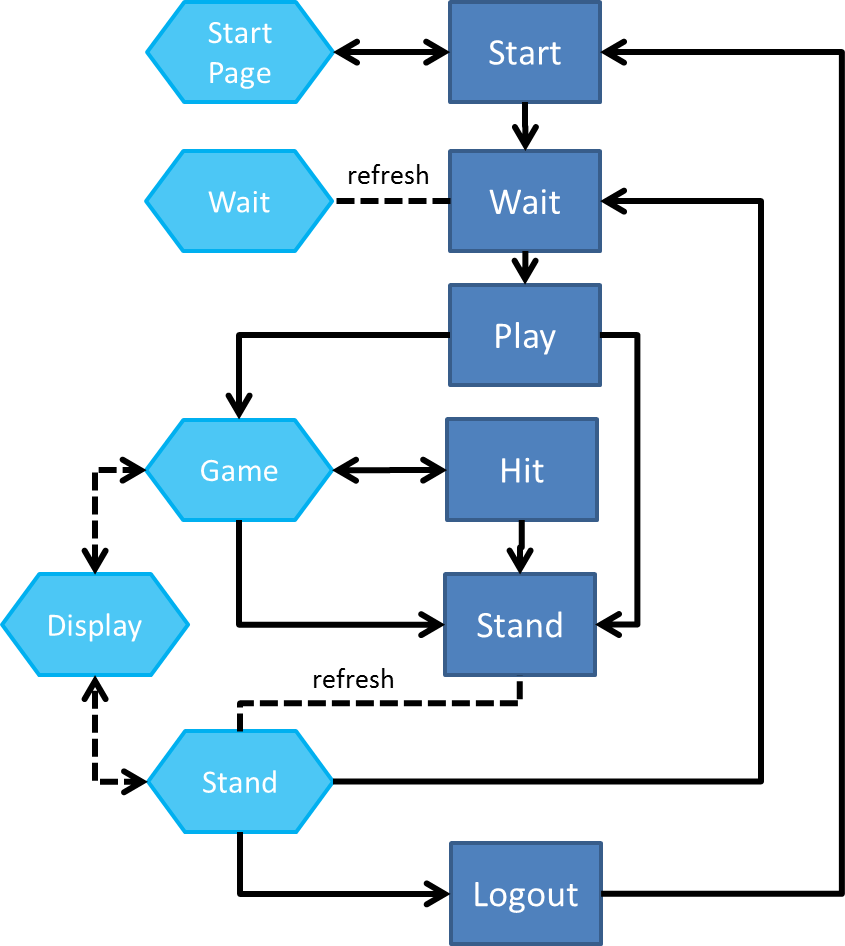 Start
Page
Start
Wait
refresh
Wait
Play
Game
Hit
Display
Stand
refresh
Stand
Logout